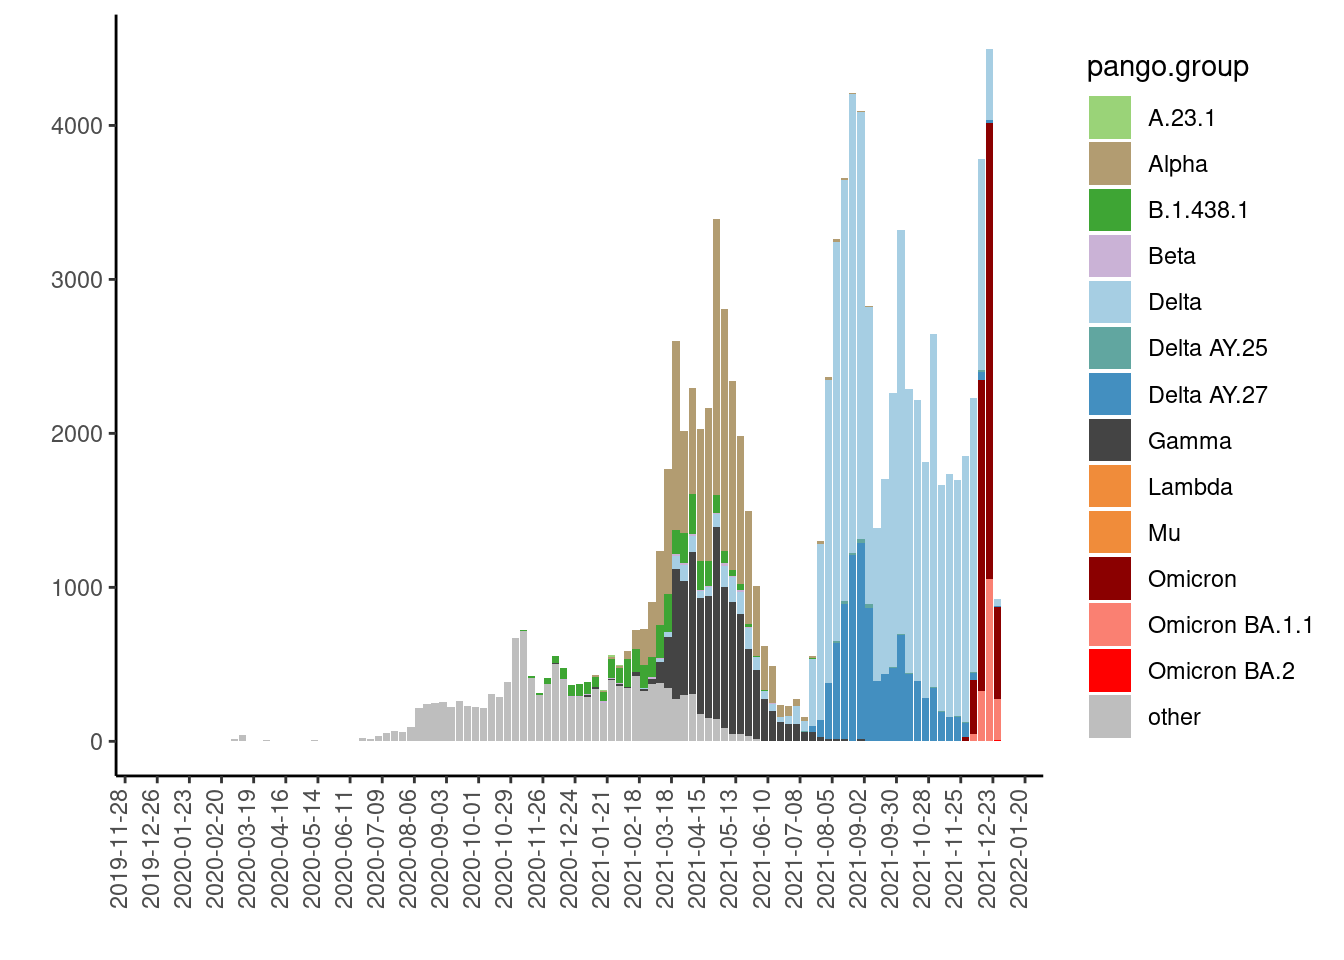 pango.group
A.23.1
Alpha
B.1.438.1
Beta
Delta
Delta AY.25
Delta AY.27
Gamma
Lambda
Mu
Omicron
Omicron BA.1.1
Omicron BA.2
other
4000
3000
2000
1000
0
2019-11-28
2019-12-26
2020-01-23
2020-02-20
2020-03-19
2020-04-16
2020-05-14
2020-06-11
2020-07-09
2020-08-06
2020-09-03
2020-10-01
2020-10-29
2020-11-26
2020-12-24
2021-01-21
2021-02-18
2021-03-18
2021-04-15
2021-05-13
2021-06-10
2021-07-08
2021-08-05
2021-09-02
2021-09-30
2021-10-28
2021-11-25
2021-12-23
2022-01-20